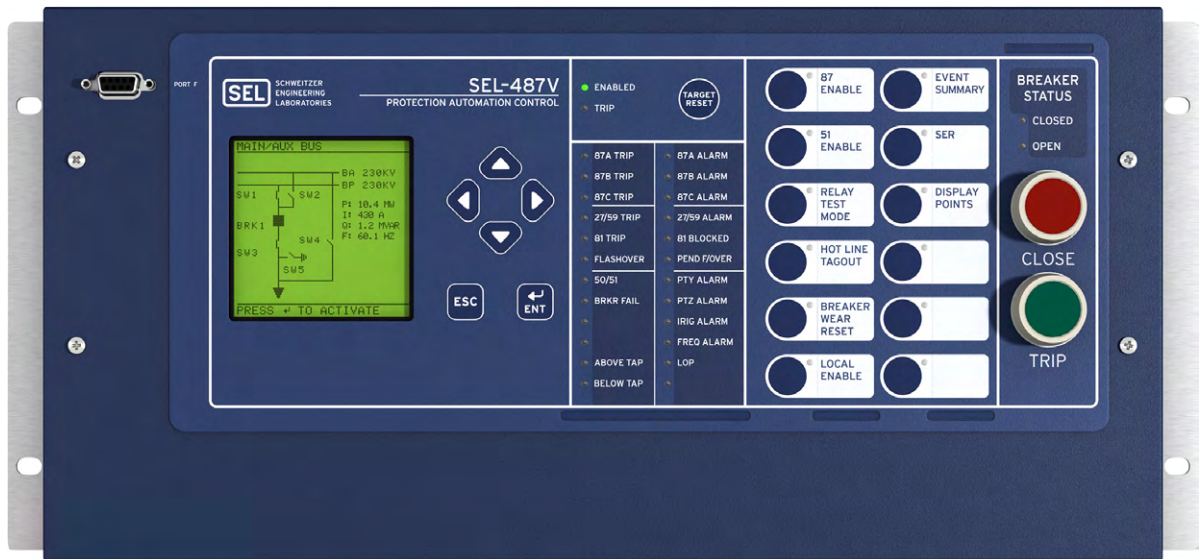 PORT F
SEL
SCHWEITZER
ENGINEERING
LABORATORIES
SEL-487V
PROTECTION AUTOMATION CONTROL
MAIN/AUX BUS
BA 230KV
BP 230KV
SW1
SW2
P: 10.4 MW
I: 430 A
Q: 1.2 MVAR
F: 60.1 HZ
BRK1
SW4
SW3
SW5
PRESS ↵ TO ACTIVATE
ESC
ENT
ENABLED
TRIP
TARGET
RESET
87A TRIP
87B TRIP
87C TRIP
27/59 TRIP
81 TRIP
FLASHOVER
50/51
BRKR FAIL
ABOVE TAP
BELOW TAP
87A ALARM
87B ALARM
87C ALARM
27/59 ALARM
81 BLOCKED
PEND F/OVER
PTY ALARM
PTZ ALARM
IRIG ALARM
FREQ ALARM
LOP
87
ENABLE
51
ENABLE
RELAY
TEST
MODE
HOT LINE
TAGOUT
BREAKER
WEAR
RESET
LOCAL
ENABLE
EVENT
SUMMARY
SER
DISPLAY
POINTS
BREAKER
STATUS
CLOSED
OPEN
CLOSE
TRIP